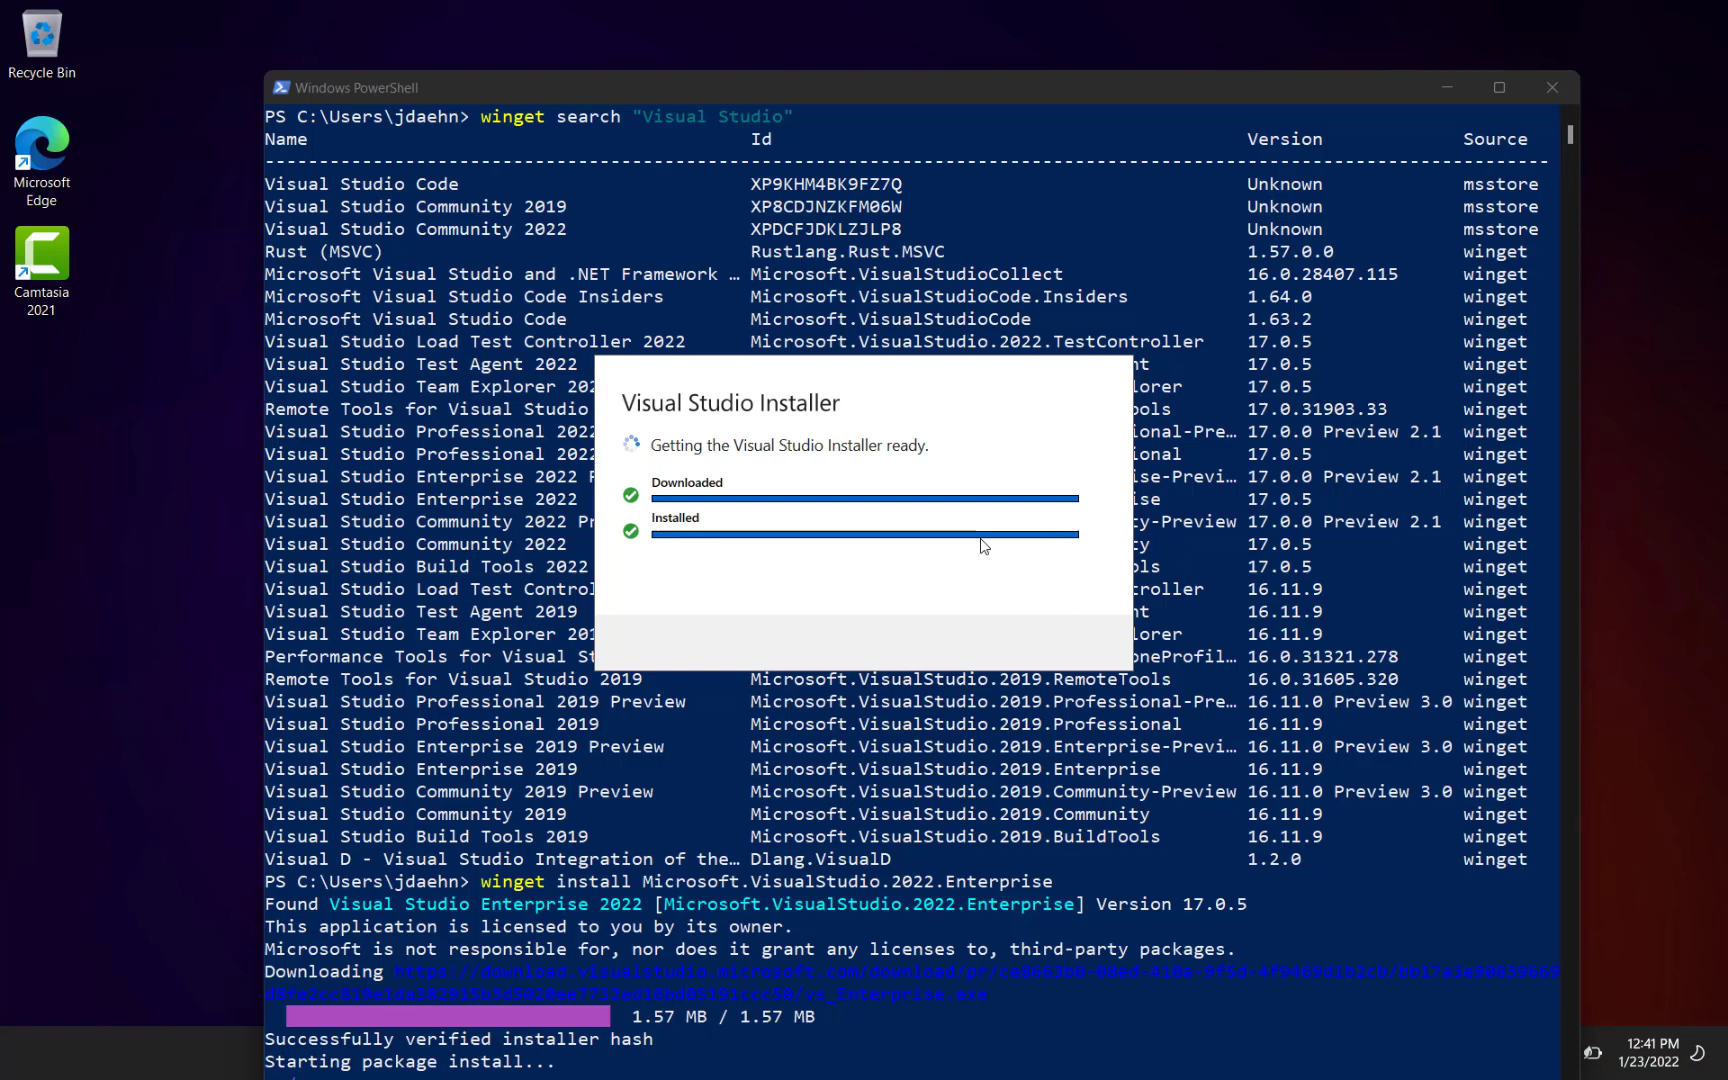 Recycle Bin
Microsoft
Edge
Camtasia
2021
Windows PowerShell
PS C:\Users\jdaehn> winget search "Visual Studio"
Name Id Version Source
Visual Studio Code XP9KHM4BK9FZ7Q Unknown msstore
Visual Studio Community 2019 XP8CDJNZKFM06W Unknown msstore
Visual Studio Community 2022 XPDCFJDKLZJLP8 Unknown msstore
Rust (MSVC) Rustlang.Rust.MSVC 1.57.0.0 winget
Microsoft Visual Studio and .NET Framework … Microsoft.VisualStudioCollect 16.0.28407.115 winget
Microsoft Visual Studio Code Insiders Microsoft.VisualStudioCode.Insiders 1.64.0 winget
Microsoft Visual Studio Code Microsoft.VisualStudioCode 1.63.2 winget
Visual Studio Load Test Controller 2022 Microsoft.VisualStudio.2022.TestController 17.0.5 winget
Visual Studio Test Agent 2022 nt 17.0.5 winget
Visual Studio Team Explorer 202 lorer 17.0.5 winget
Remote Tools for Visual Studio ols 17.0.31903.33 winget
Visual Studio Professional 2022 ional-Pre… 17.0.0 Preview 2.1 winget
Visual Studio Professional 2022 ional 17.0.5 winget
Visual Studio Enterprise 2022 P ise-Previ… 17.0.0 Preview 2.1 winget
Visual Studio Enterprise 2022 ise 17.0.5 winget
Visual Studio Community 2022 Pr ty-Preview 17.0.0 Preview 2.1 winget
Visual Studio Community 2022 ty 17.0.5 winget
Visual Studio Build Tools 2022 ols 17.0.5 winget
Visual Studio Load Test Control troller 16.11.9 winget
Visual Studio Test Agent 2019 nt 16.11.9 winget
Visual Studio Team Explorer 201 lorer 16.11.9 winget
Performance Tools for Visual St oneProfil… 16.0.31321.278 winget
Remote Tools for Visual Studio 2019 Microsoft.VisualStudio.2019.RemoteTools 16.0.31605.320 winget
Visual Studio Professional 2019 Preview Microsoft.VisualStudio.2019.Professional-Pre… 16.11.0 Preview 3.0 winget
Visual Studio Professional 2019 Microsoft.VisualStudio.2019.Professional 16.11.9 winget
Visual Studio Enterprise 2019 Preview Microsoft.VisualStudio.2019.Enterprise-Previ… 16.11.0 Preview 3.0 winget
Visual Studio Enterprise 2019 Microsoft.VisualStudio.2019.Enterprise 16.11.9 winget
Visual Studio Community 2019 Preview Microsoft.VisualStudio.2019.Community-Preview 16.11.0 Preview 3.0 winget
Visual Studio Community 2019 Microsoft.VisualStudio.2019.Community 16.11.9 winget
Visual Studio Build Tools 2019 Microsoft.VisualStudio.2019.BuildTools 16.11.9 winget
Visual D - Visual Studio Integration of the… Dlang.VisualD 1.2.0 winget
PS C:\Users\jdaehn> winget install Microsoft.VisualStudio.2022.Enterprise
Found Visual Studio Enterprise 2022 [Microsoft.VisualStudio.2022.Enterprise] Version 17.0.5
This application is licensed to you by its owner.
Microsoft is not responsible for, nor does it grant any licenses to, third-party packages.
Downloading
1.57 MB / 1.57 MB
Successfully verified installer hash
Starting package install...
Visual Studio Installer
Getting the Visual Studio Installer ready.
Downloaded
Installed
12:41 PM
1/23/2022